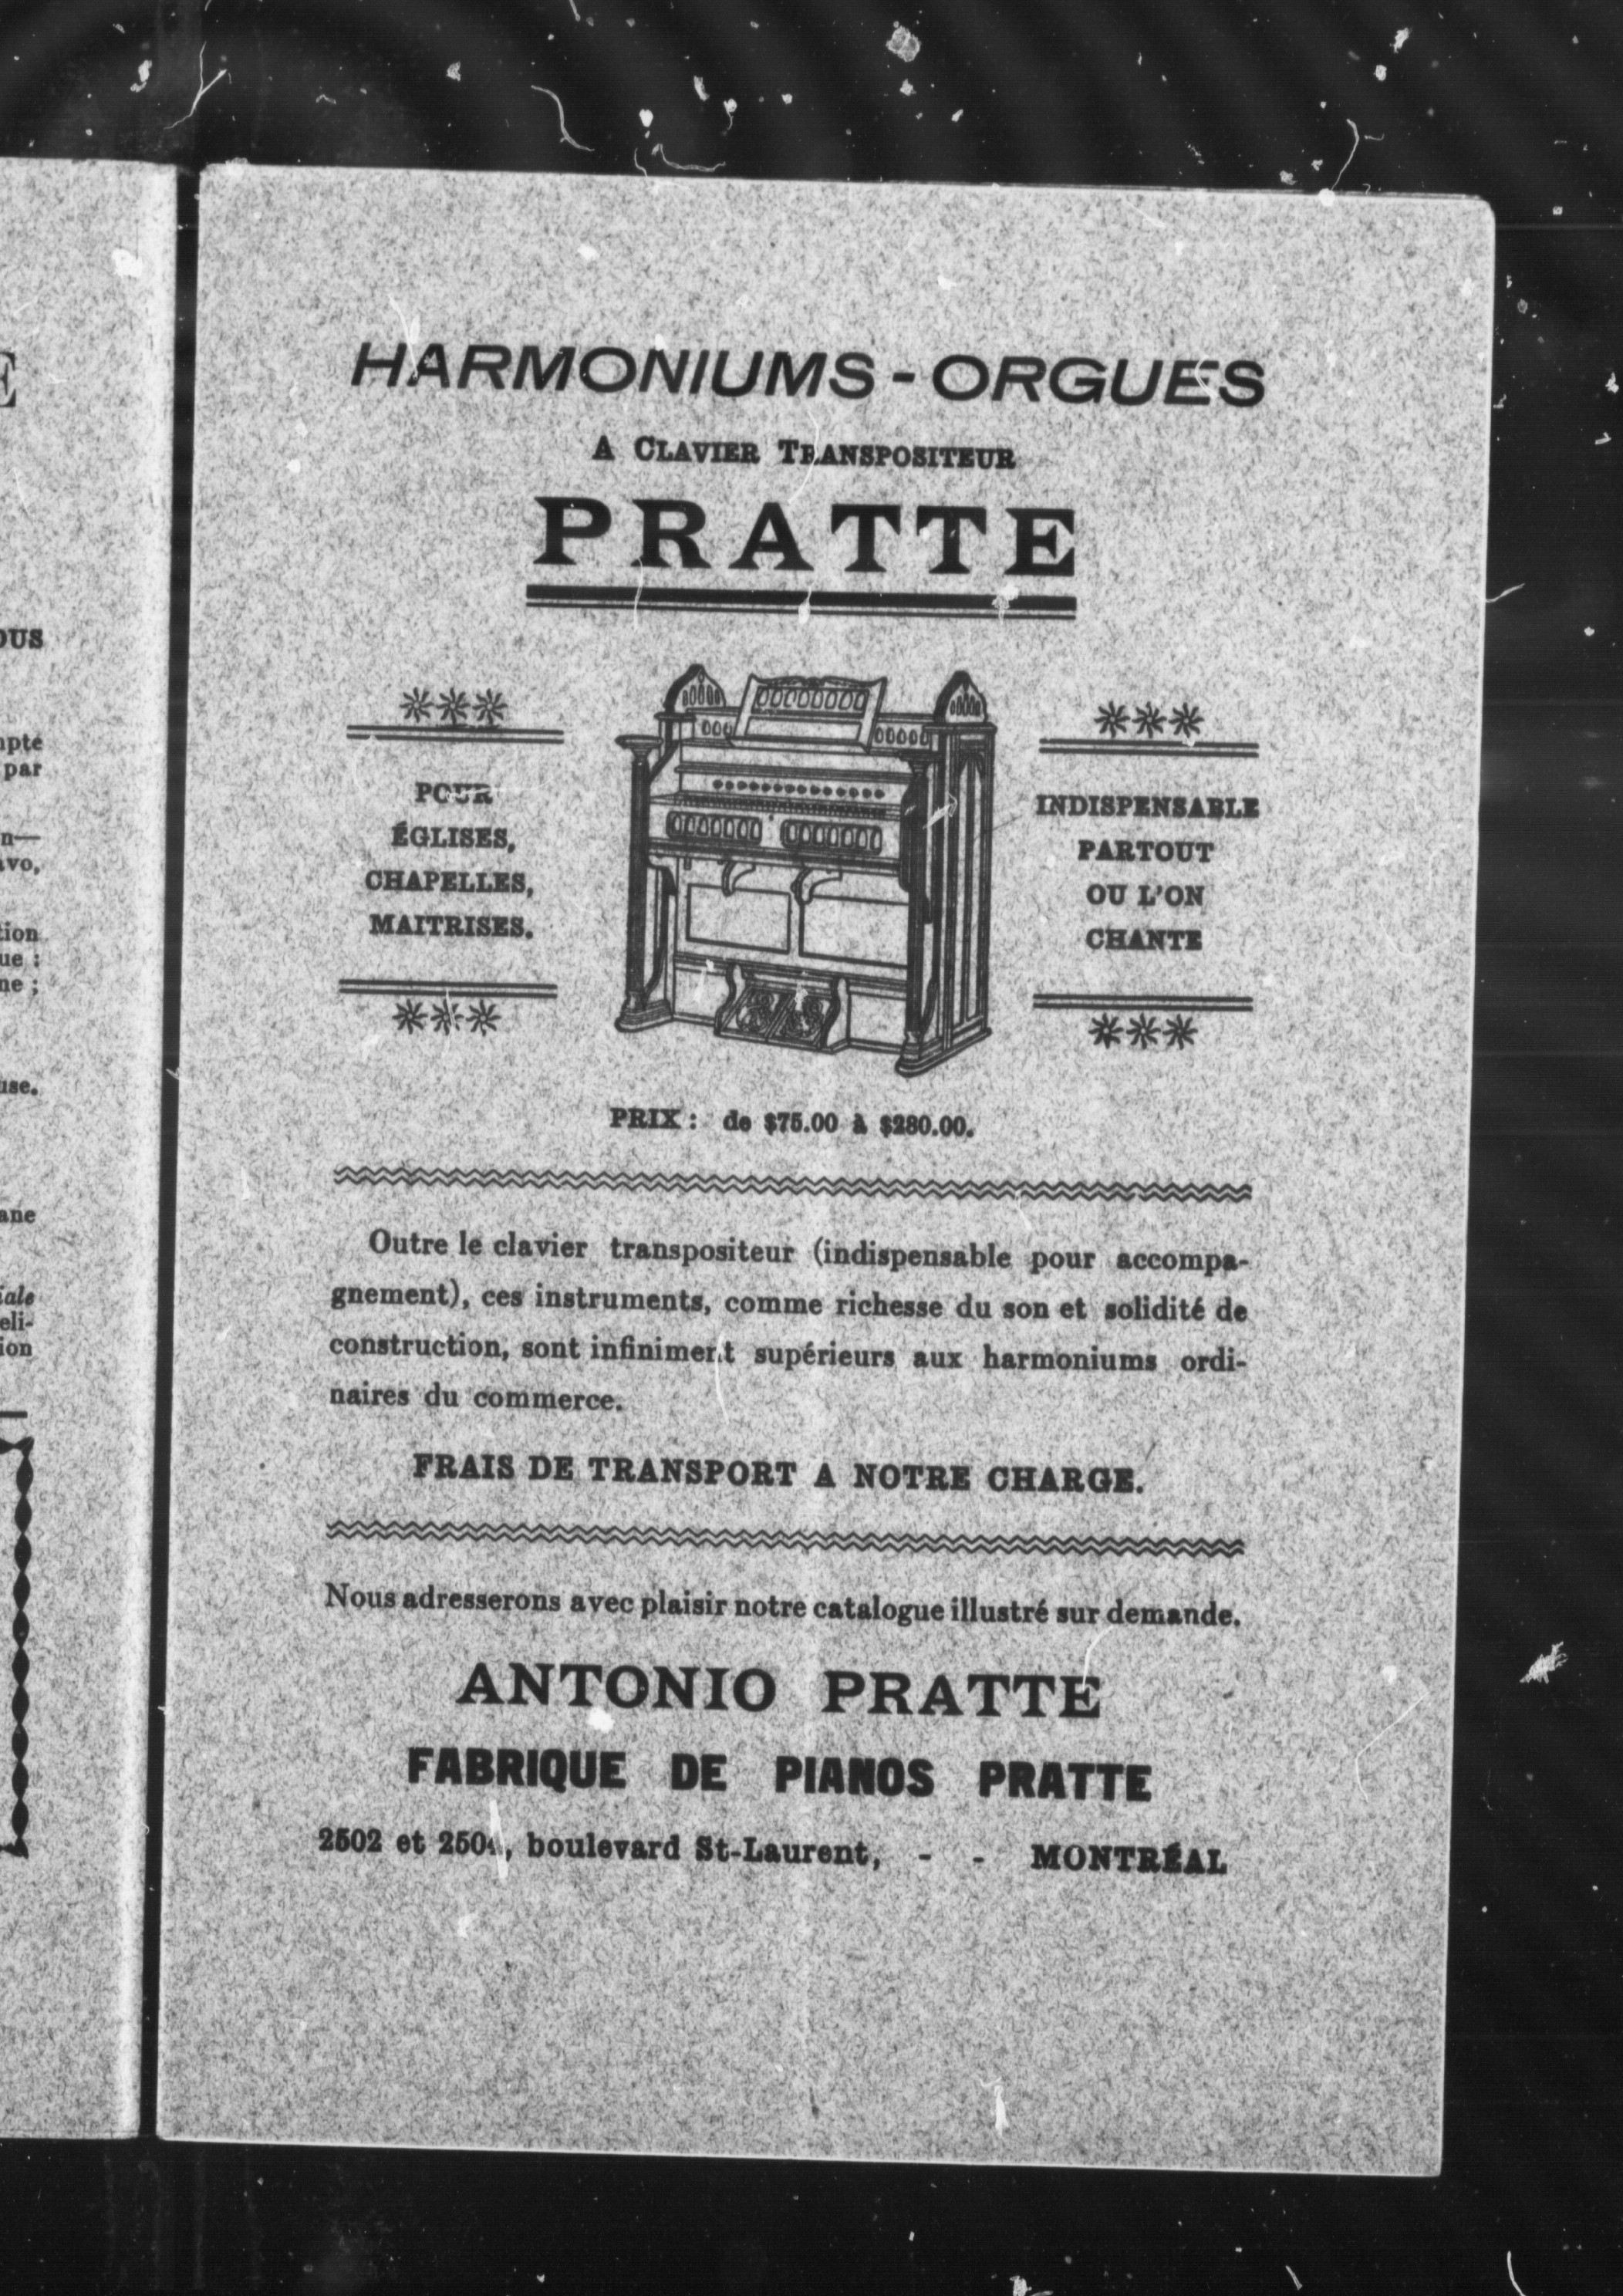 HARMONIUMS - ORGUES
A CLAVIER TRANSPOSITEUR
PRATTE
POUR
ÉGLISES,
CHAPELLES,
MAITRISES.
INDISPENSABLE
PARTOUT
OU L'ON
CHANTE
PRIX : de $75.00 à $280.00.
Outre le clavier transpositeur (indispensable pour accompa-
gnement), ces instruments, comme richesse du son et solidité de
construction, sont infiniment supérieurs aux harmoniums ordi-
naires du commerce.
FRAIS DE TRANSPORT A NOTRE CHARGE.
Nous adresserons avec plaisir notre catalogue illustré sur demande.
ANTONIO PRATTE
FABRIQUE DE PIANOS PRATTE
2502 et 2504, boulevard St-Laurent, - - MONTRÉAL